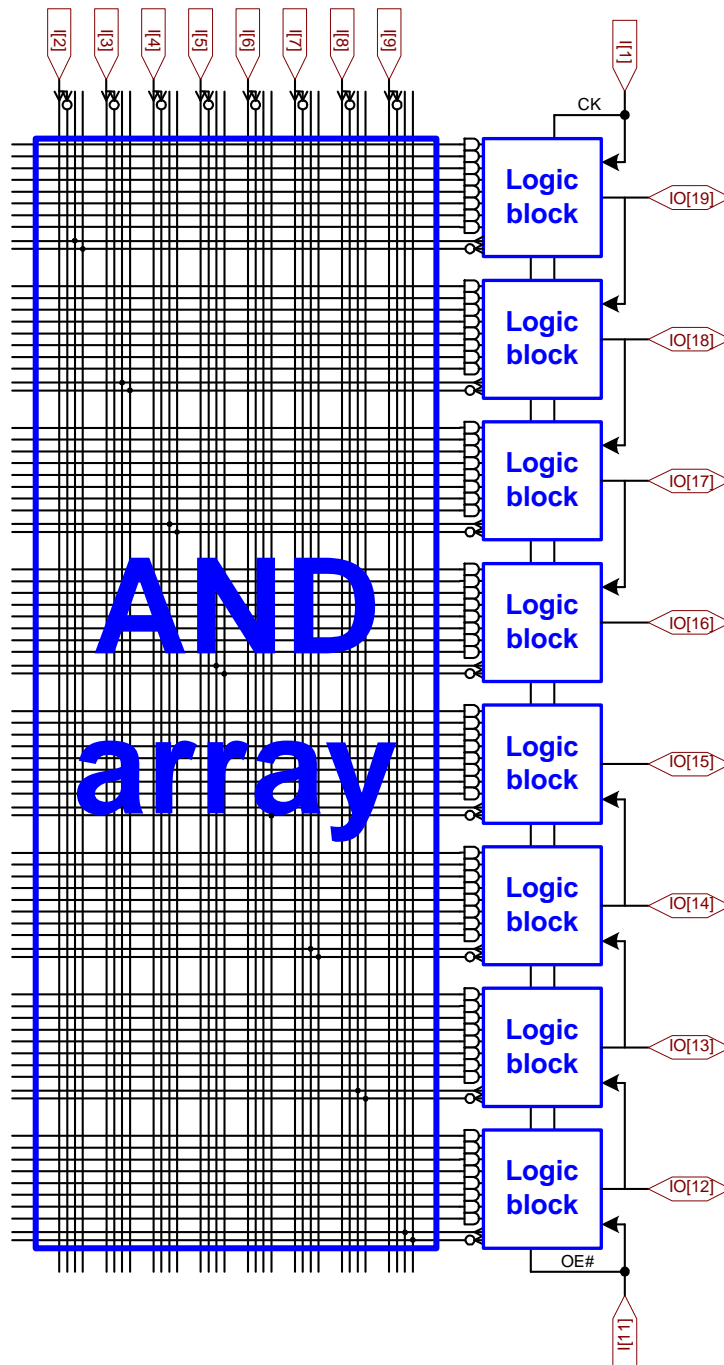 I[2]
I[3]
I[4]
I[5]
I[6]
I[7]
I[8]
I[9]
I[1]
CK
Logic
block
IO[19]
Logic
block
IO[18]
Logic
block
IO[17]
Logic
block
IO[16]
AND
array
Logic
block
IO[15]
Logic
block
IO[14]
Logic
block
IO[13]
Logic
block
IO[12]
OE#
I[11]